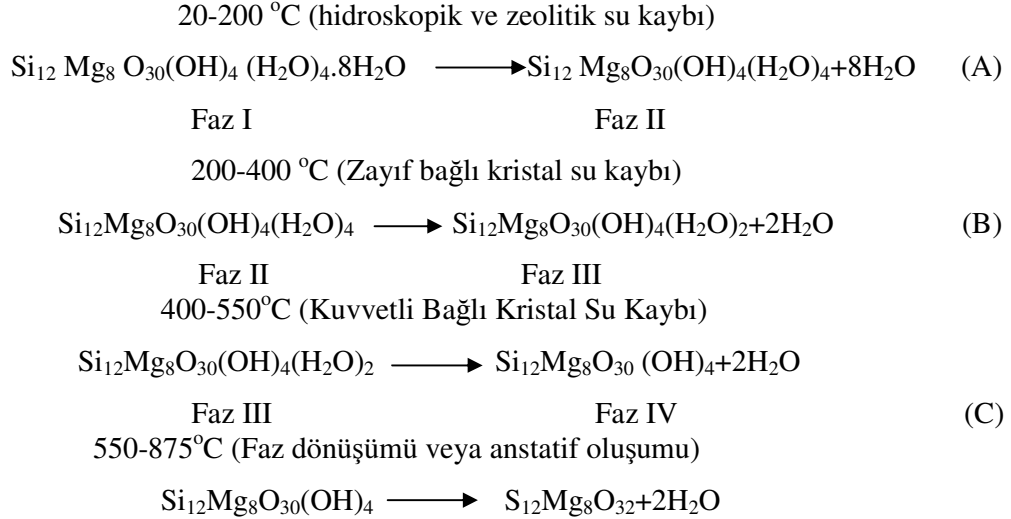 20-200 °C (hidroskopik ve zeolitik su kaybı)
Si₁₂ Mg₈ O₃₀(OH)₄ (H₂O)₄.8H₂O ⟶ Si₁₂ Mg₈O₃₀(OH)₄(H₂O)₄+8H₂O (A)
Faz I Faz II
200-400 °C (Zayıf bağlı kristal su kaybı)
Si₁₂Mg₈O₃₀(OH)₄(H₂O)₄ ⟶ Si₁₂Mg₈O₃₀(OH)₄(H₂O)₂+2H₂O (B)
Faz II Faz III
400-550°C (Kuvvetli Bağlı Kristal Su Kaybı)
Si₁₂Mg₈O₃₀(OH)₄(H₂O)₂ ⟶ Si₁₂Mg₈O₃₀ (OH)₄+2H₂O
Faz III Faz IV (C)
550-875°C (Faz dönüşümü veya anstatif oluşumu)
Si₁₂Mg₈O₃₀(OH)₄ ⟶ S₁₂Mg₈O₃₂+2H₂O